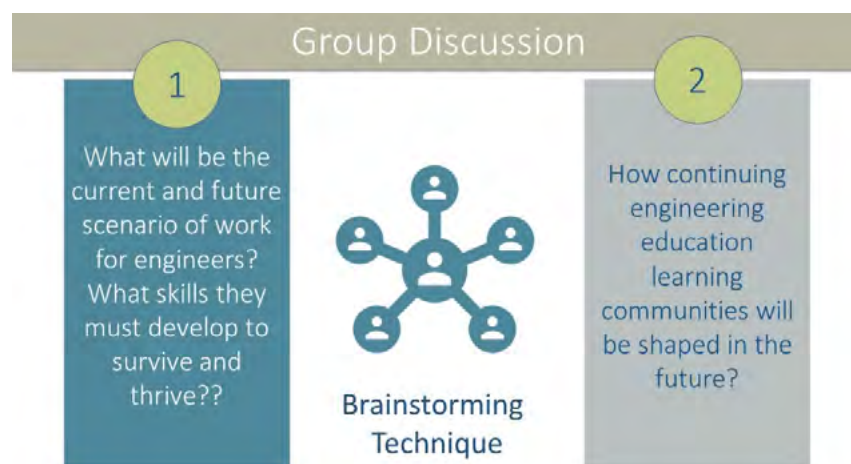 Group Discussion
1
What will be the
current and future
scenario of work
for engineers?
What skills they
must develop to
survive and
thrive??
Brainstorming
Technique
2
How continuing
engineering
education
learning
communities will
be shaped in the
future?